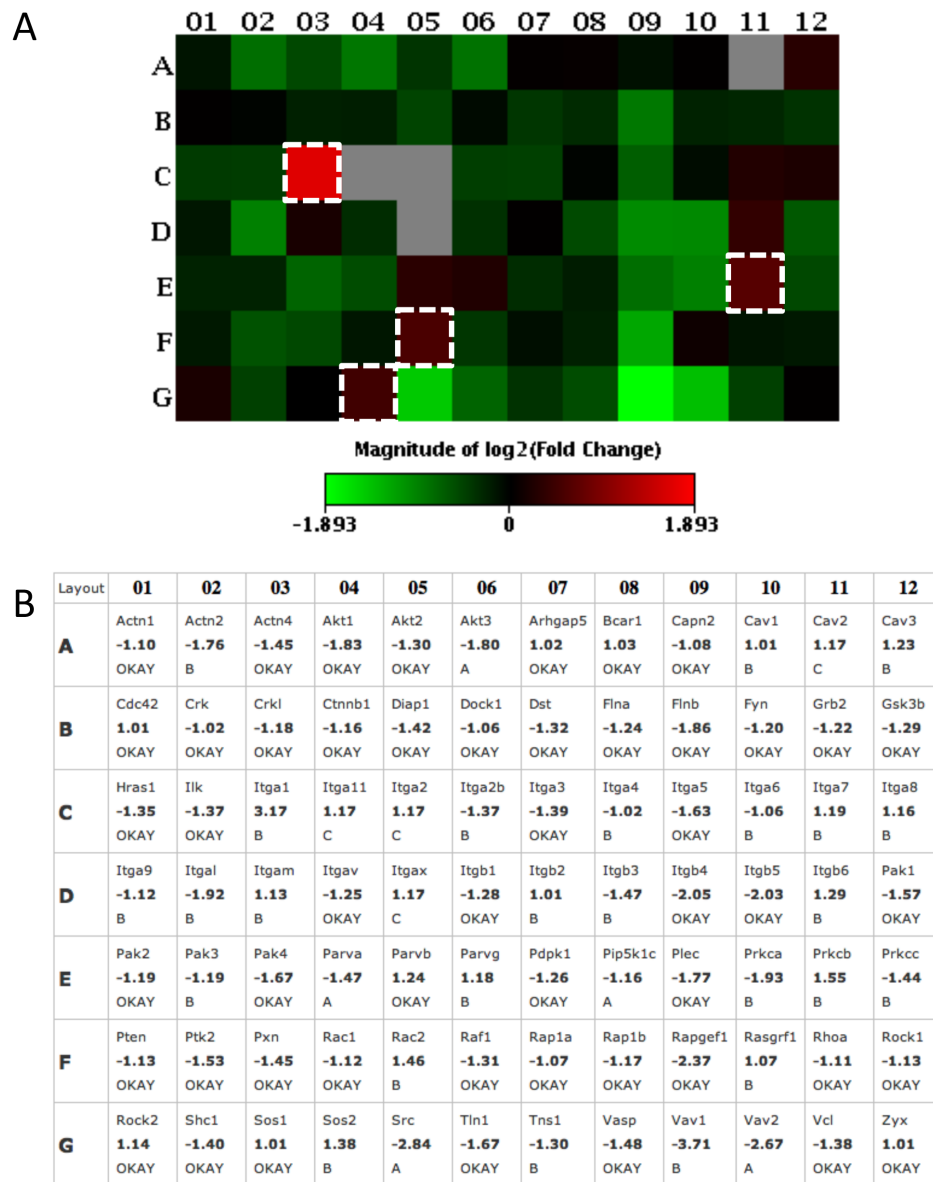 A
01 02 03 04 05 06 07 08 09 10 11 12
A
B
C
D
E
F
G
Magnitude of log2(Fold Change)
-1.893 0 1.893
B
Layout 01 02 03 04 05 06 07 08 09 10 11 12
Actn1 Actn2 Actn4 Akt1 Akt2 Akt3 Arhgap5 Bcar1 Capn2 Cav1 Cav2 Cav3
A -1.10 -1.76 -1.45 -1.83 -1.30 -1.80 1.02 1.03 -1.08 1.01 1.17 1.23
OKAY B OKAY OKAY OKAY A OKAY OKAY OKAY B C B
Cdc42 Crk Crkl Ctnnb1 Diap1 Dock1 Dst Flna Flnb Fyn Grb2 Gsk3b
B 1.01 -1.02 -1.18 -1.16 -1.42 -1.06 -1.32 -1.24 -1.86 -1.20 -1.22 -1.29
OKAY OKAY OKAY OKAY OKAY OKAY OKAY OKAY OKAY OKAY OKAY OKAY
Hras1 Ilk Itga1 Itga11 Itga2 Itga2b Itga3 Itga4 Itga5 Itga6 Itga7 Itga8
C -1.35 -1.37 3.17 1.17 1.17 -1.37 -1.39 -1.02 -1.63 -1.06 1.19 1.16
OKAY OKAY B C C B OKAY B OKAY B B B
Itga9 Itgal Itgam Itgav Itgax Itgb1 Itgb2 Itgb3 Itgb4 Itgb5 Itgb6 Pak1
D -1.12 -1.92 1.13 -1.25 1.17 -1.28 1.01 -1.47 -2.05 -2.03 1.29 -1.57
B B B OKAY C OKAY B B OKAY OKAY B OKAY
Pak2 Pak3 Pak4 Parva Parvb Parvg Pdpk1 Pip5k1c Plec Prkca Prkcb Prkcc
E -1.19 -1.19 -1.67 -1.47 1.24 1.18 -1.26 -1.16 -1.77 -1.93 1.55 -1.44
OKAY B OKAY A OKAY B OKAY A OKAY B B B
Pten Ptk2 Pxn Rac1 Rac2 Raf1 Rap1a Rap1b Rapgef1 Rasgrf1 Rhoa Rock1
F -1.13 -1.53 -1.45 -1.12 1.46 -1.31 -1.07 -1.17 -2.37 1.07 -1.11 -1.13
OKAY OKAY OKAY OKAY B OKAY OKAY OKAY OKAY B OKAY OKAY
Rock2 Shc1 Sos1 Sos2 Src Tln1 Tns1 Vasp Vav1 Vav2 Vcl Zyx
G 1.14 -1.40 1.01 1.38 -2.84 -1.67 -1.30 -1.48 -3.71 -2.67 -1.38 1.01
OKAY OKAY OKAY B A OKAY B OKAY B A OKAY OKAY